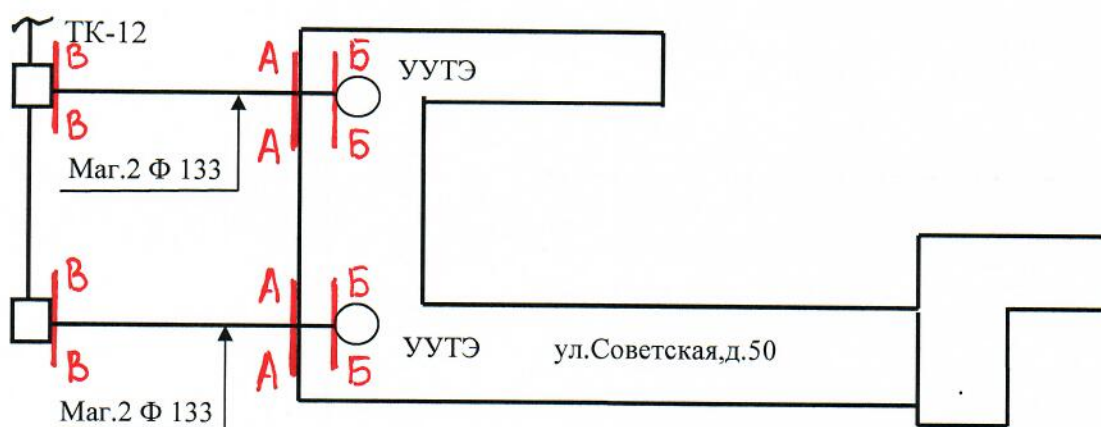 ТК-12
В А Б УУТЭ
В А Б
Маг.2 Ф 133
В А Б
УУТЭ ул.Советская,д.50
В А Б
Маг.2 Ф 133